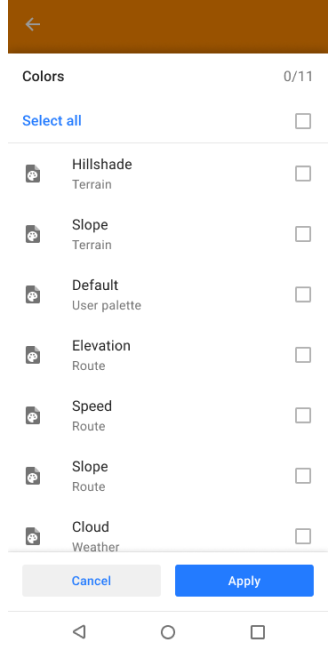 Colors 0/11
Select all
Hillshade
Terrain
Slope
Terrain
Default
User palette
Elevation
Route
Speed
Route
Slope
Route
Cloud
Weather
Cancel Apply